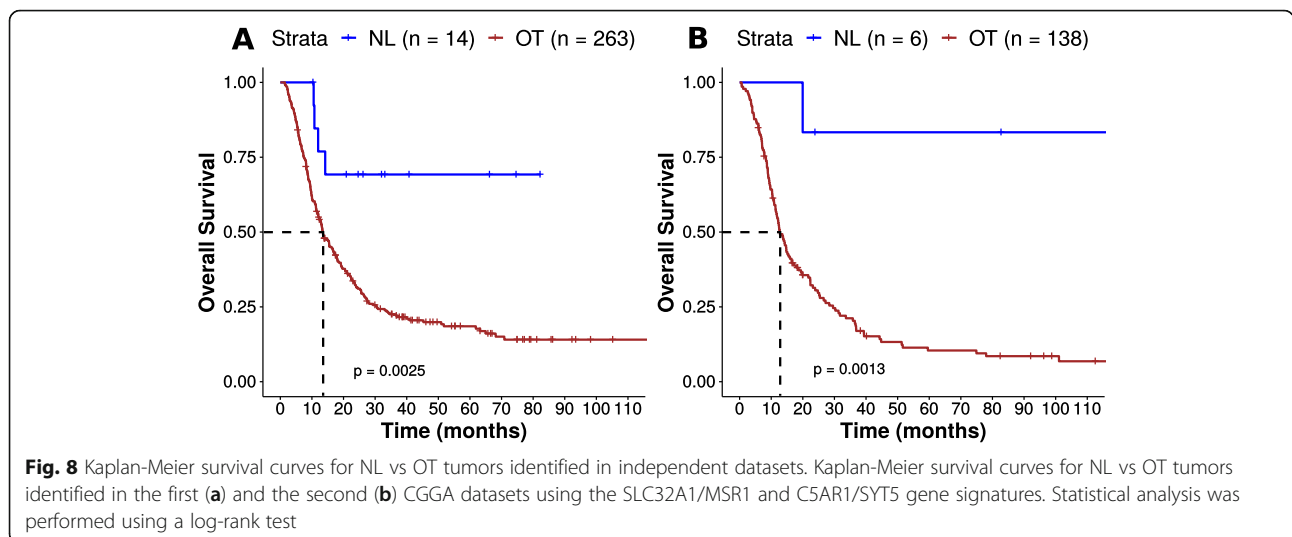 A Strata NL (n = 14) OT (n = 263)
Overall Survival
1.00
0.75
0.50
0.25
0.00
p = 0.0025
0 10 20 30 40 50 60 70 80 90 100 110
Time (months)
B Strata NL (n = 6) OT (n = 138)
Overall Survival
1.00
0.75
0.50
0.25
0.00
p = 0.0013
0 10 20 30 40 50 60 70 80 90 100 110
Time (months)
Fig. 8 Kaplan-Meier survival curves for NL vs OT tumors identified in independent datasets. Kaplan-Meier survival curves for NL vs OT tumors
identified in the first (a) and the second (b) CGGA datasets using the SLC32A1/MSR1 and C5AR1/SYT5 gene signatures. Statistical analysis was
performed using a log-rank test